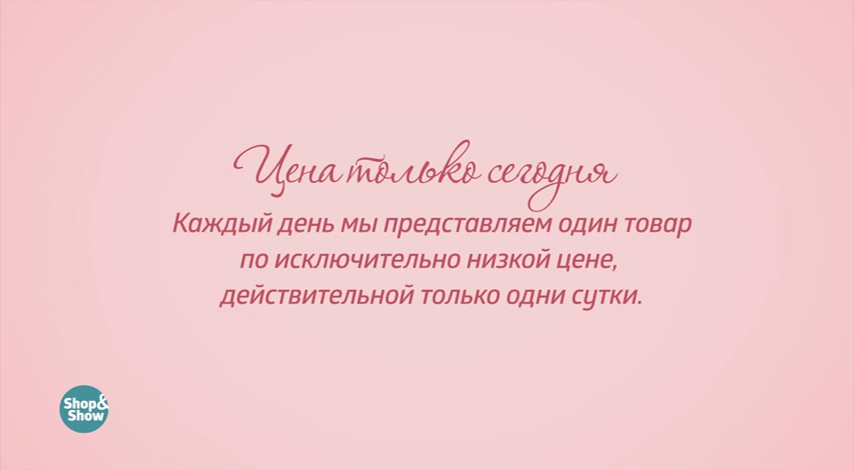 Цена только сегодня
Каждый день мы представляем один товар
по исключительно низкой цене,
действительной только одни сутки.
Shop&
Show